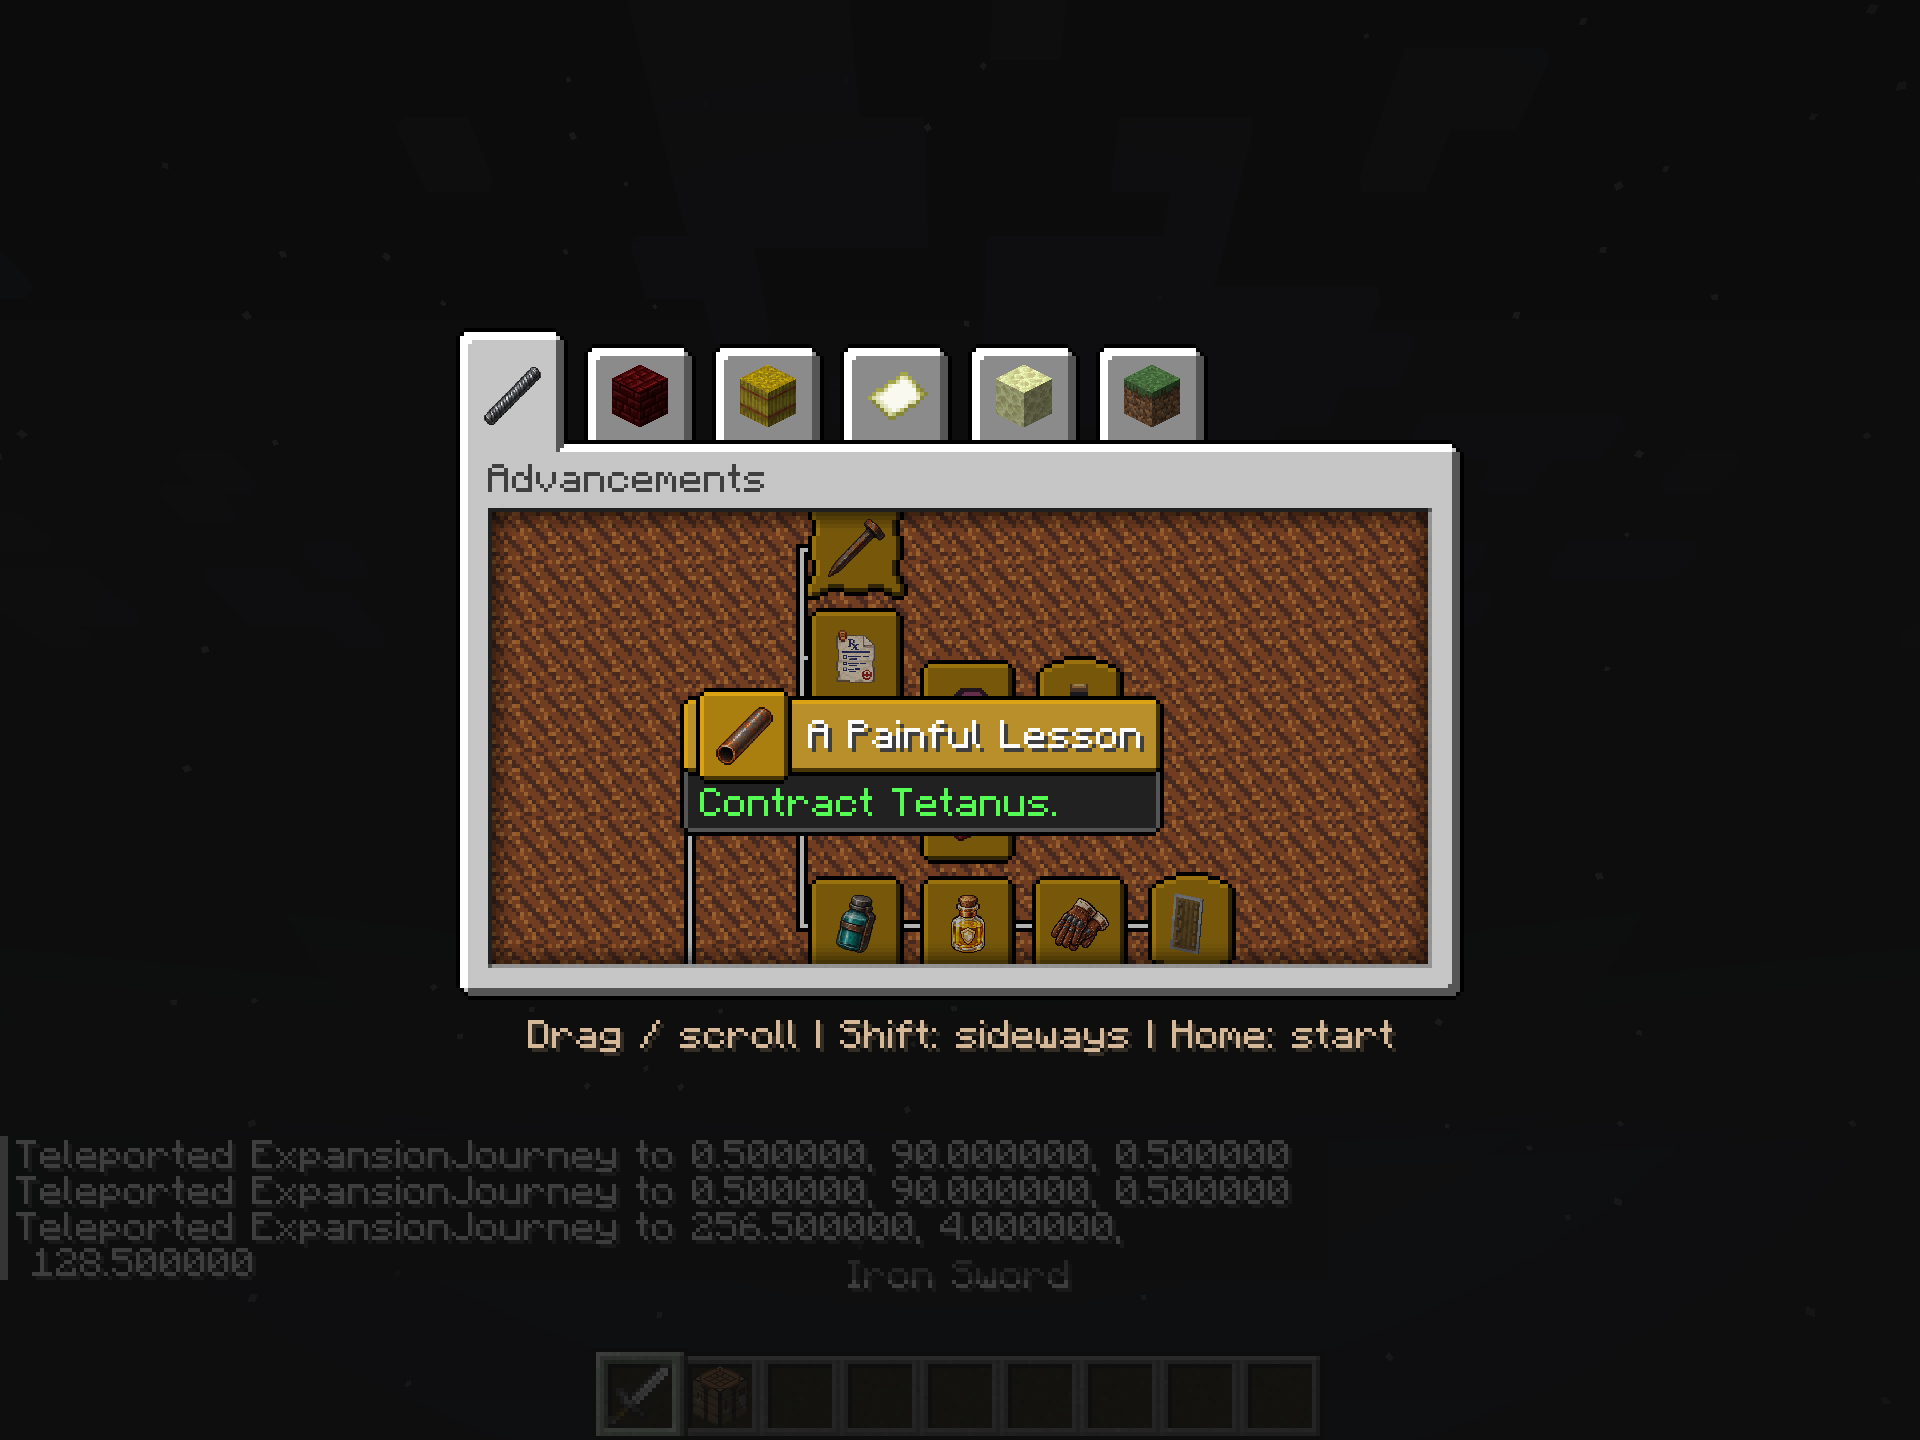 Advancements
A Painful Lesson
Contract Tetanus.
Drag / scroll | Shift: sideways | Home: start
Teleported ExpansionJourney to 0.500000, 90.000000, 0.500000
Teleported ExpansionJourney to 0.500000, 90.000000, 0.500000
Teleported ExpansionJourney to 256.500000, 4.000000,
128.500000
Iron Sword